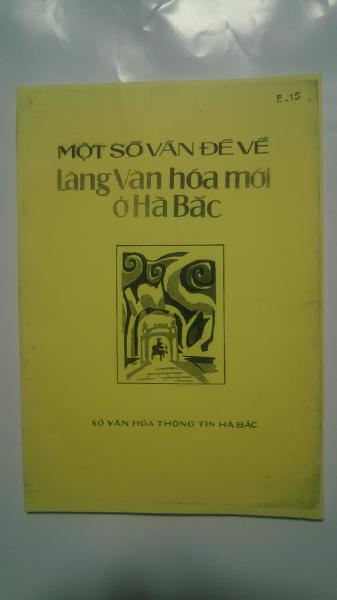 E.15
MỘT SỐ VẤN ĐỀ VỀ
Làng Văn hóa mới
ở Hà Bắc
SỞ VĂN HÓA THÔNG TIN HÀ BẮC